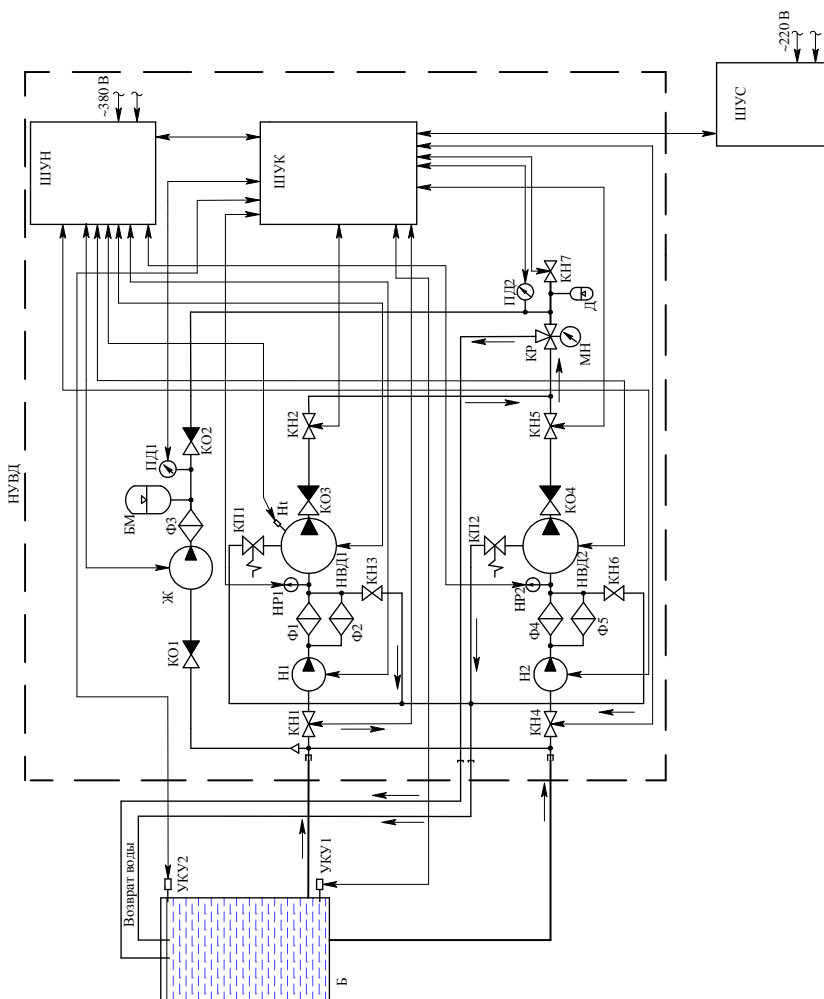 НУВД
ШУН
~380 В
Возврат воды
БМ
ПД1
Ж
Ф3
КО1
УКУ2
КО2
КП1
ШУК
НР1
Н1
Нt
КН1
Ф1
КН2
УКУ1
КО3
Б
НВД1
Ф2
КН3
КП2
ПД2
НР2
Н2
КН4
Ф4
КН5
КР
КН7
КО4
НВД2
МН
Д
Ф5
КН6
ШУС
~220 В